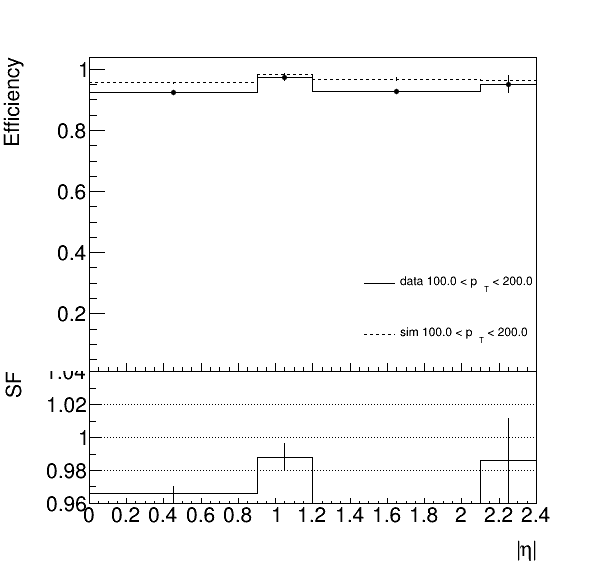 Efficiency
1
0.8
0.6
0.4
0.2
data 100.0 < p T < 200.0
sim 100.0 < p T < 200.0
SF
1.04
1.02
1
0.98
0.96
0 0.2 0.4 0.6 0.8 1 1.2 1.4 1.6 1.8 2 2.2 2.4
|η|